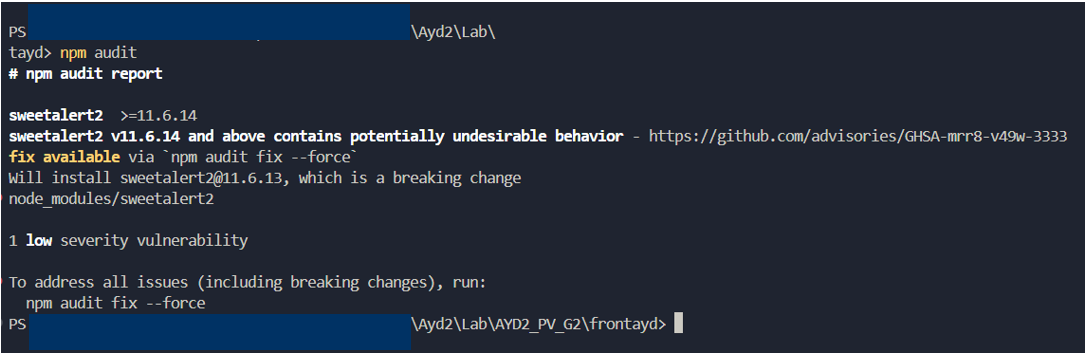 PS \Ayd2\Lab\
tayd> npm audit
# npm audit report
sweetalert2 >=11.6.14
sweetalert2 v11.6.14 and above contains potentially undesirable behavior - https://github.com/advisories/GHSA-mrr8-v49w-3333
fix available via `npm audit fix --force`
Will install sweetalert2@11.6.13, which is a breaking change
node_modules/sweetalert2
1 low severity vulnerability
To address all issues (including breaking changes), run:
npm audit fix --force
PS \Ayd2\Lab\AYD2_PV_G2\frontayd>